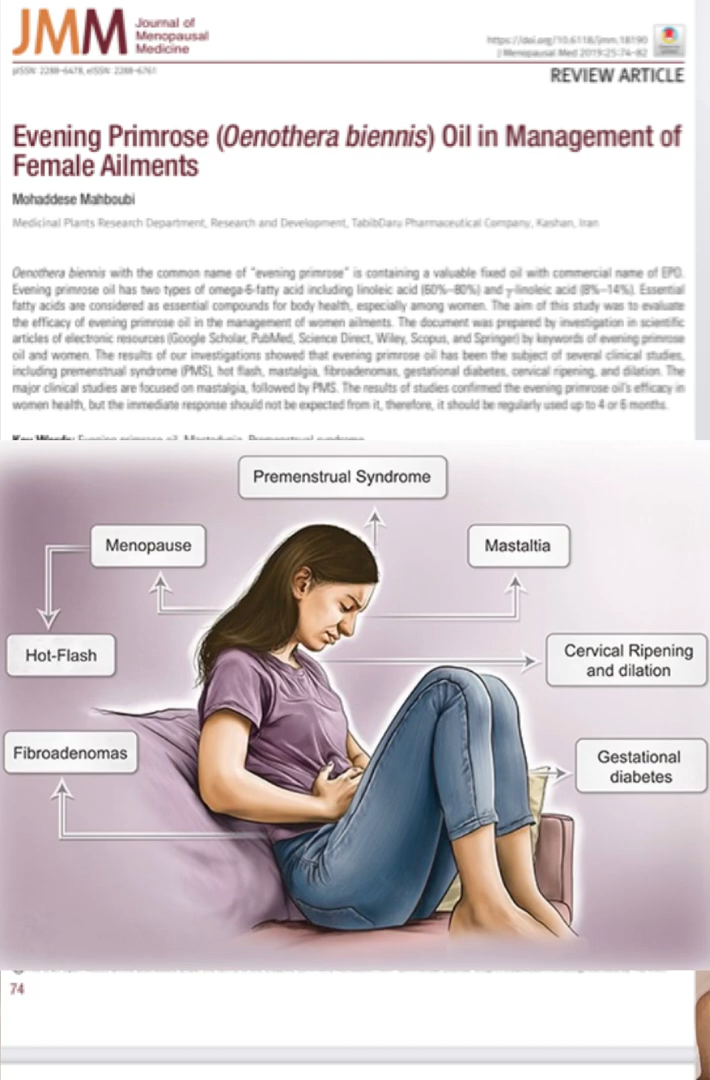 JMM
Journal of
Menopausal
Medicine
https://doi.org/10.6118/jmm.18190
J Menopausal Med 2019;25:74-82
pISSN: 2288-6478, eISSN: 2288-6761
REVIEW ARTICLE
Evening Primrose (Oenothera biennis) Oil in Management of
Female Ailments
Mohaddese Mahboubi
Medicinal Plants Research Department, Research and Development, TabibDaru Pharmaceutical Company, Kashan, Iran
Oenothera biennis with the common name of "evening primrose" is containing a valuable fixed oil with commercial name of EPO.
Evening primrose oil has two types of omega-6-fatty acid including linoleic acid (60%–80%) and γ-linoleic acid (8%–14%). Essential
fatty acids are considered as essential compounds for body health, especially among women. The aim of this study was to evaluate
the efficacy of evening primrose oil in the management of women ailments. The document was prepared by investigation in scientific
articles of electronic resources (Google Scholar, PubMed, Science Direct, Wiley, Scopus, and Springer) by keywords of evening primrose
oil and women. The results of our investigations showed that evening primrose oil has been the subject of several clinical studies,
including premenstrual syndrome (PMS), hot flash, mastalgia, fibroadenomas, gestational diabetes, cervical ripening, and dilation. The
major clinical studies are focused on mastalgia, followed by PMS. The results of studies confirmed the evening primrose oil's efficacy in
women health, but the immediate response should not be expected from it, therefore, it should be regularly used up to 4 or 6 months.
Key Words: Evening primrose oil, Mastodynia, Premenstrual syndrome
Premenstrual Syndrome
Menopause
Mastaltia
Hot-Flash
Cervical Ripening
and dilation
Fibroadenomas
Gestational
diabetes
74